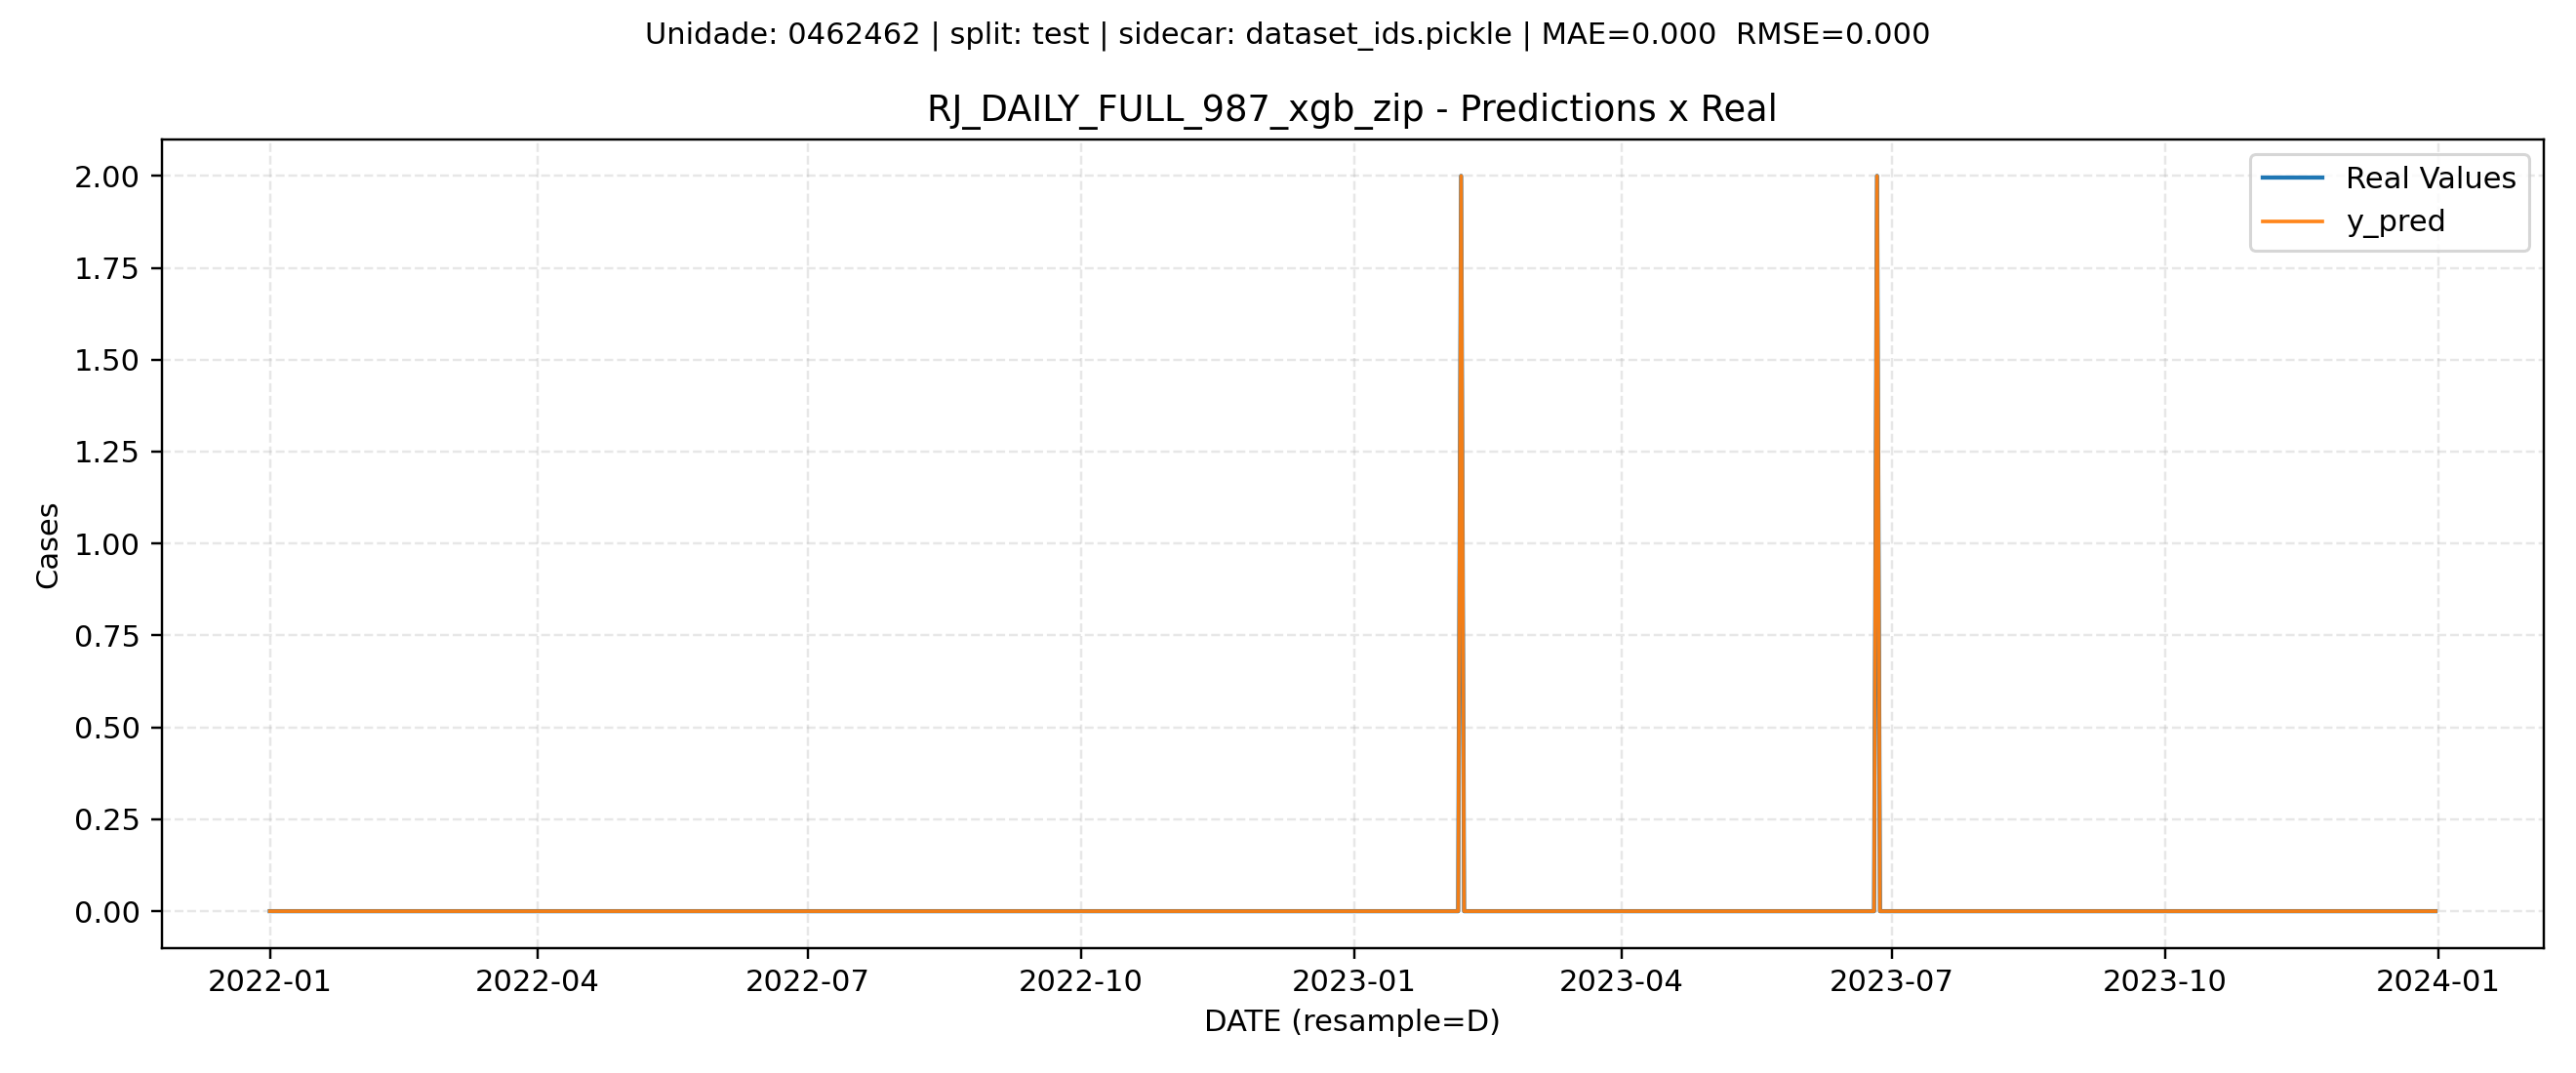 Unidade: 0462462 | split: test | sidecar: dataset_ids.pickle | MAE=0.000  RMSE=0.000
RJ_DAILY_FULL_987_xgb_zip - Predictions x Real
Real Values
y_pred
Cases
2.00
1.75
1.50
1.25
1.00
0.75
0.50
0.25
0.00
2022-01 2022-04 2022-07 2022-10 2023-01 2023-04 2023-07 2023-10 2024-01
DATE (resample=D)